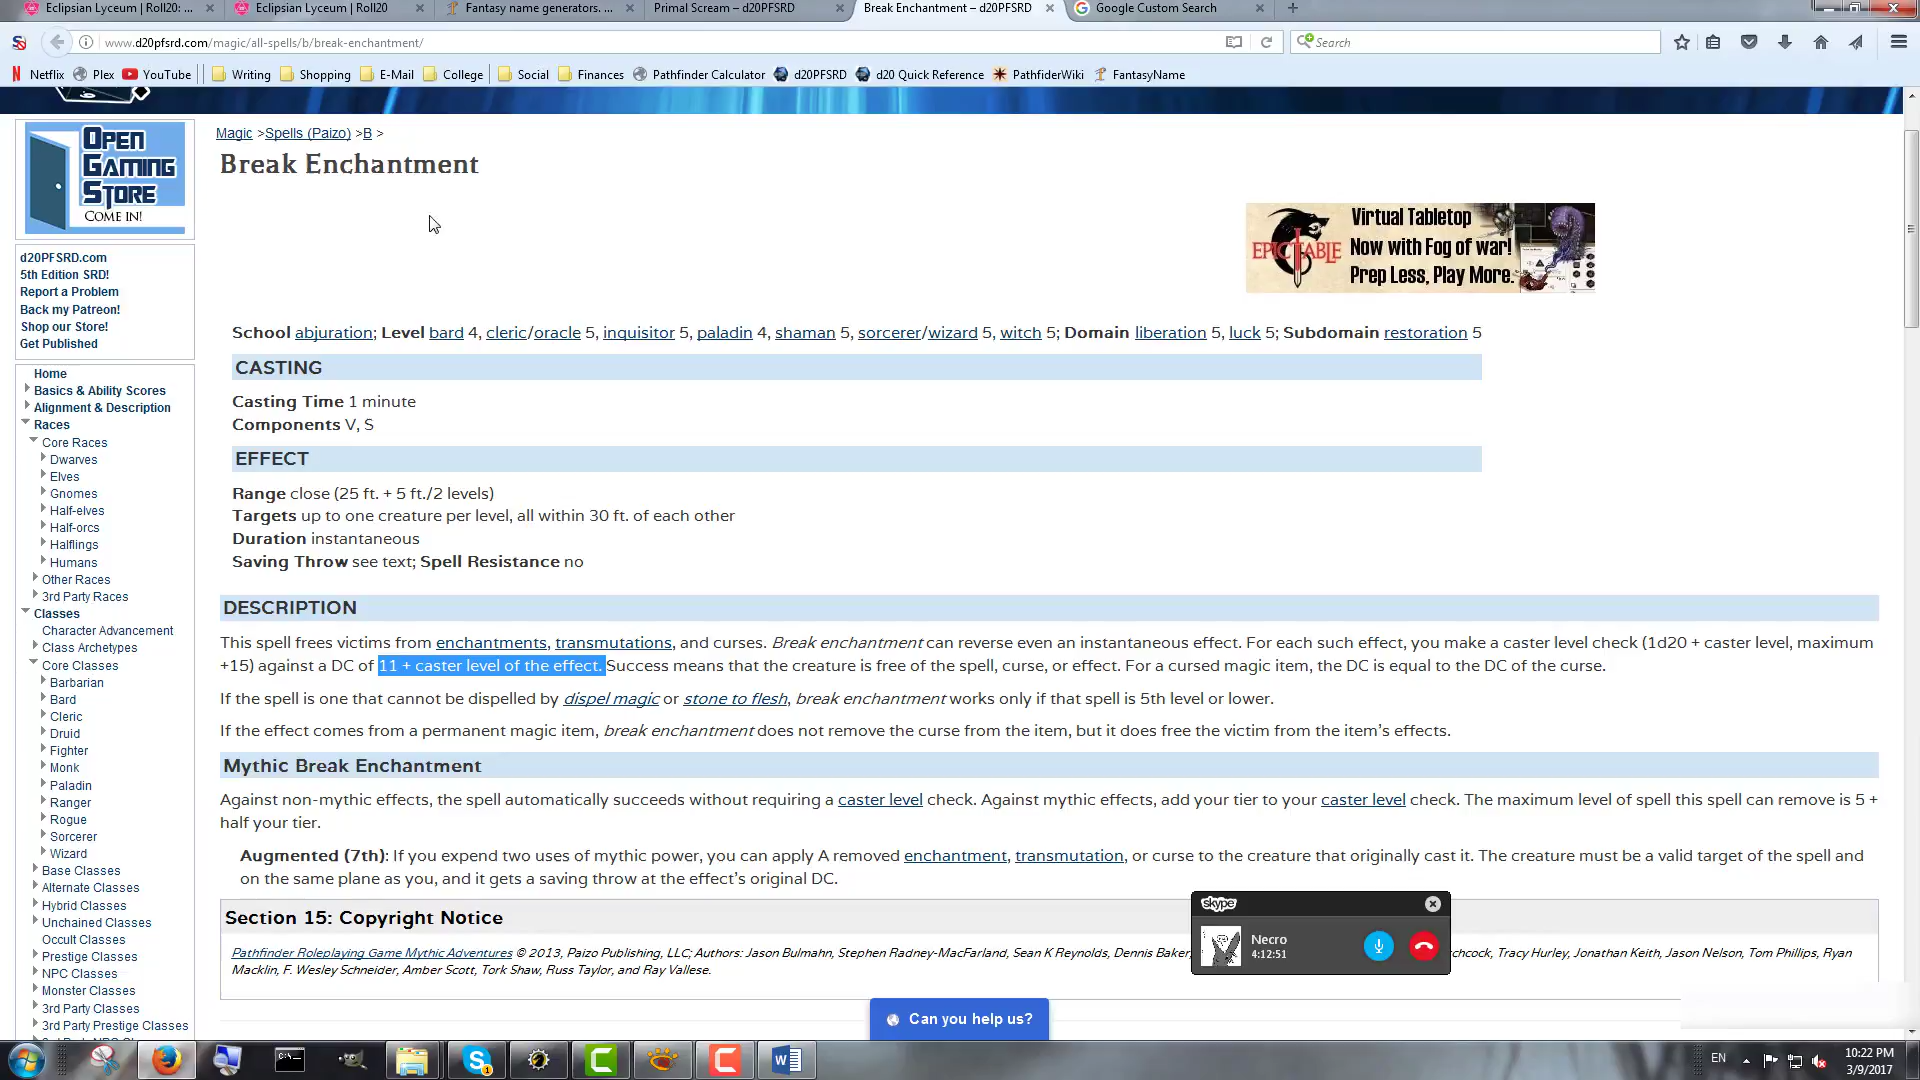 Eclipsian Lyceum | Roll20: ...
Eclipsian Lyceum | Roll20
Fantasy name generators. ...
Primal Scream – d20PFSRD
Break Enchantment – d20PFSRD
Google Custom Search
www.d20pfsrd.com/magic/all-spells/b/break-enchantment/
Search
Netflix Plex YouTube Writing Shopping E-Mail College Social Finances Pathfinder Calculator d20PFSRD d20 Quick Reference PathfiderWiki FantasyName
OPEN
GAMING
STORE
COME IN!
d20PFSRD.com
5th Edition SRD!
Report a Problem
Back my Patreon!
Shop our Store!
Get Published
Home
Basics & Ability Scores
Alignment & Description
Races
Core Races
Dwarves
Elves
Gnomes
Half-elves
Half-orcs
Halflings
Humans
Other Races
3rd Party Races
Classes
Character Advancement
Class Archetypes
Core Classes
Barbarian
Bard
Cleric
Druid
Fighter
Monk
Paladin
Ranger
Rogue
Sorcerer
Wizard
Base Classes
Alternate Classes
Hybrid Classes
Unchained Classes
Occult Classes
Prestige Classes
NPC Classes
Monster Classes
3rd Party Classes
3rd Party Prestige Classes
Magic >Spells (Paizo) >B >
Break Enchantment
EPICTABLE
Virtual Tabletop
Now with Fog of war!
Prep Less, Play More.
School abjuration; Level bard 4, cleric/oracle 5, inquisitor 5, paladin 4, shaman 5, sorcerer/wizard 5, witch 5; Domain liberation 5, luck 5; Subdomain restoration 5
CASTING
Casting Time 1 minute
Components V, S
EFFECT
Range close (25 ft. + 5 ft./2 levels)
Targets up to one creature per level, all within 30 ft. of each other
Duration instantaneous
Saving Throw see text; Spell Resistance no
DESCRIPTION
This spell frees victims from enchantments, transmutations, and curses. Break enchantment can reverse even an instantaneous effect. For each such effect, you make a caster level check (1d20 + caster level, maximum
+15) against a DC of 11 + caster level of the effect. Success means that the creature is free of the spell, curse, or effect. For a cursed magic item, the DC is equal to the DC of the curse.
If the spell is one that cannot be dispelled by dispel magic or stone to flesh, break enchantment works only if that spell is 5th level or lower.
If the effect comes from a permanent magic item, break enchantment does not remove the curse from the item, but it does free the victim from the item's effects.
Mythic Break Enchantment
Against non-mythic effects, the spell automatically succeeds without requiring a caster level check. Against mythic effects, add your tier to your caster level check. The maximum level of spell this spell can remove is 5 +
half your tier.
Augmented (7th): If you expend two uses of mythic power, you can apply A removed enchantment, transmutation, or curse to the creature that originally cast it. The creature must be a valid target of the spell and
on the same plane as you, and it gets a saving throw at the effect's original DC.
Section 15: Copyright Notice
Pathfinder Roleplaying Game Mythic Adventures © 2013, Paizo Publishing, LLC; Authors: Jason Bulmahn, Stephen Radney-MacFarland, Sean K Reynolds, Dennis Baker, hcock, Tracy Hurley, Jonathan Keith, Jason Nelson, Tom Phillips, Ryan
Macklin, F. Wesley Schneider, Amber Scott, Tork Shaw, Russ Taylor, and Ray Vallese.
skype
Necro
4:12:51
Can you help us?
EN
10:22 PM
3/9/2017